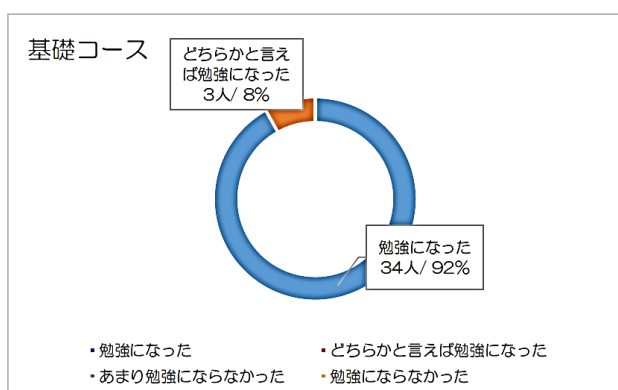 基礎コース
どちらかと言え
ば勉強になった
3人/ 8%
勉強になった
34人/ 92%
勉強になった
どちらかと言えば勉強になった
あまり勉強にならなかった
勉強にならなかった